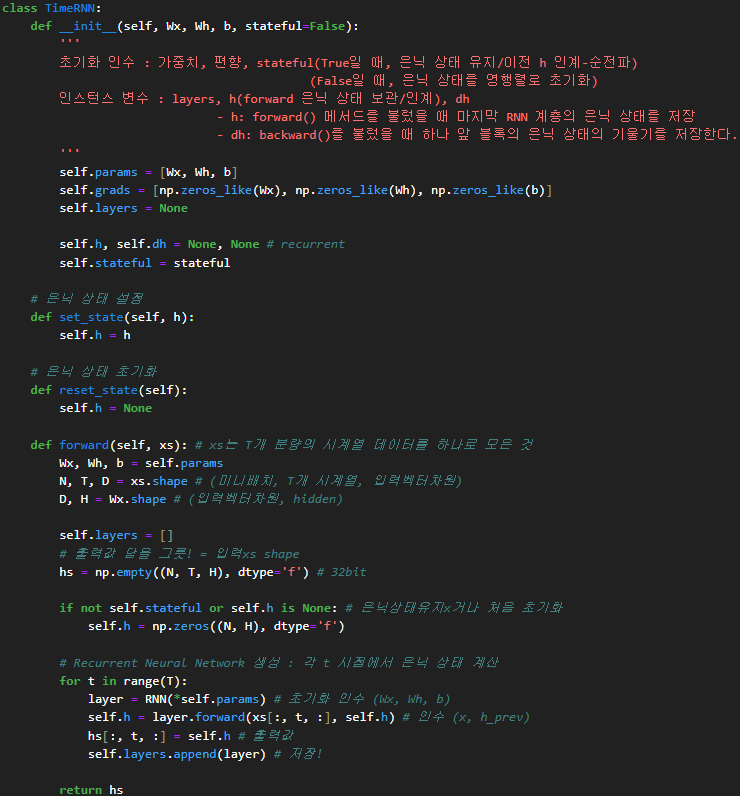 class TimeRNN:
    def __init__(self, Wx, Wh, b, stateful=False):
        '''
        초기화 인수 : 가중치, 편향, stateful(True일 때, 은닉 상태 유지/이전 h 인계-순전파)
                                           (False일 때, 은닉 상태를 영행렬로 초기화)
        인스턴스 변수 : layers, h(forward 은닉 상태 보관/인계), dh
                      - h: forward() 메서드를 불렀을 때 마지막 RNN 계층의 은닉 상태를 저장
                      - dh: backward()를 불렀을 때 하나 앞 블록의 은닉 상태의 기울기를 저장한다.
        '''
        self.params = [Wx, Wh, b]
        self.grads = [np.zeros_like(Wx), np.zeros_like(Wh), np.zeros_like(b)]
        self.layers = None

        self.h, self.dh = None, None # recurrent
        self.stateful = stateful

    # 은닉 상태 설정
    def set_state(self, h):
        self.h = h

    # 은닉 상태 초기화
    def reset_state(self):
        self.h = None

    def forward(self, xs): # xs는 T개 분량의 시계열 데이터를 하나로 모은 것
        Wx, Wh, b = self.params
        N, T, D = xs.shape # (미니배치, T개 시계열, 입력벡터차원)
        D, H = Wx.shape # (입력벡터차원, hidden)

        self.layers = []
        # 출력값 담을 그릇! = 입력xs shape
        hs = np.empty((N, T, H), dtype='f') # 32bit

        if not self.stateful or self.h is None: # 은닉상태유지x거나 처음 초기화
            self.h = np.zeros((N, H), dtype='f')

        # Recurrent Neural Network 생성 : 각 t 시점에서 은닉 상태 계산
        for t in range(T):
            layer = RNN(*self.params) # 초기화 인수 (Wx, Wh, b)
            self.h = layer.forward(xs[:, t, :], self.h) # 인수 (x, h_prev)
            hs[:, t, :] = self.h # 출력값
            self.layers.append(layer) # 저장!

        return hs